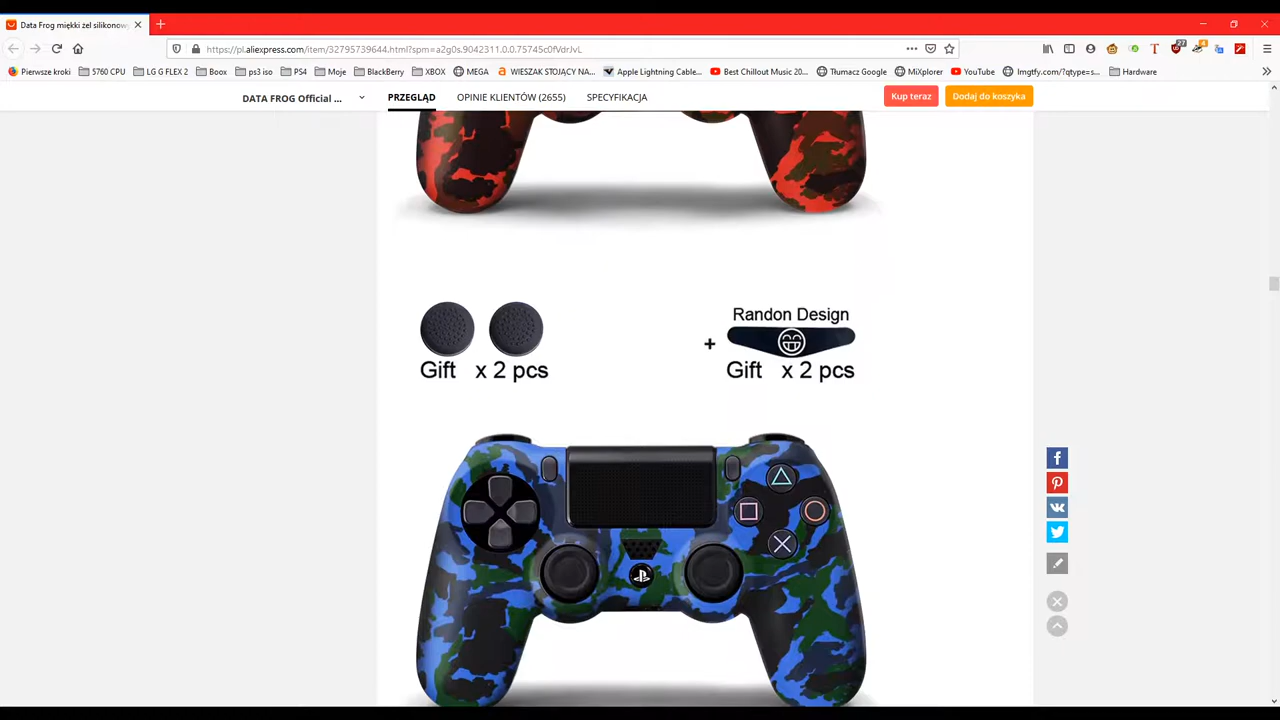 Data Frog miękki żel silikonow
https://pl.aliexpress.com/item/32795739644.html?spm=a2g0s.9042311.0.0.75745c0fVdrJvL
27
4
Pierwsze kroki 5760 CPU LG G FLEX 2 Boox ps3 iso PS4 Moje BlackBerry XBOX MEGA WIESZAK STOJĄCY NA... Apple Lightning Cable... Best Chillout Music 20... Tłumacz Google MiXplorer YouTube lmgtfy.com/?qtype=s... Hardware
DATA FROG Official ... PRZEGLĄD OPINIE KLIENTÓW (2655) SPECYFIKACJA Kup teraz Dodaj do koszyka
Randon Design
+
Gift x 2 pcs Gift x 2 pcs